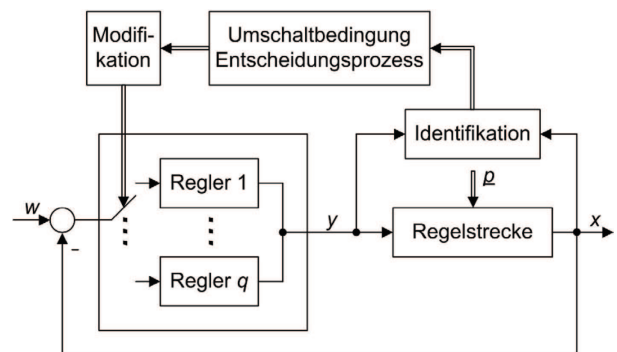 Modifi-
kation
Umschaltbedingung
Entscheidungsprozess
Identifikation
p
w
–
Regler 1
Regler q
y
Regelstrecke
x